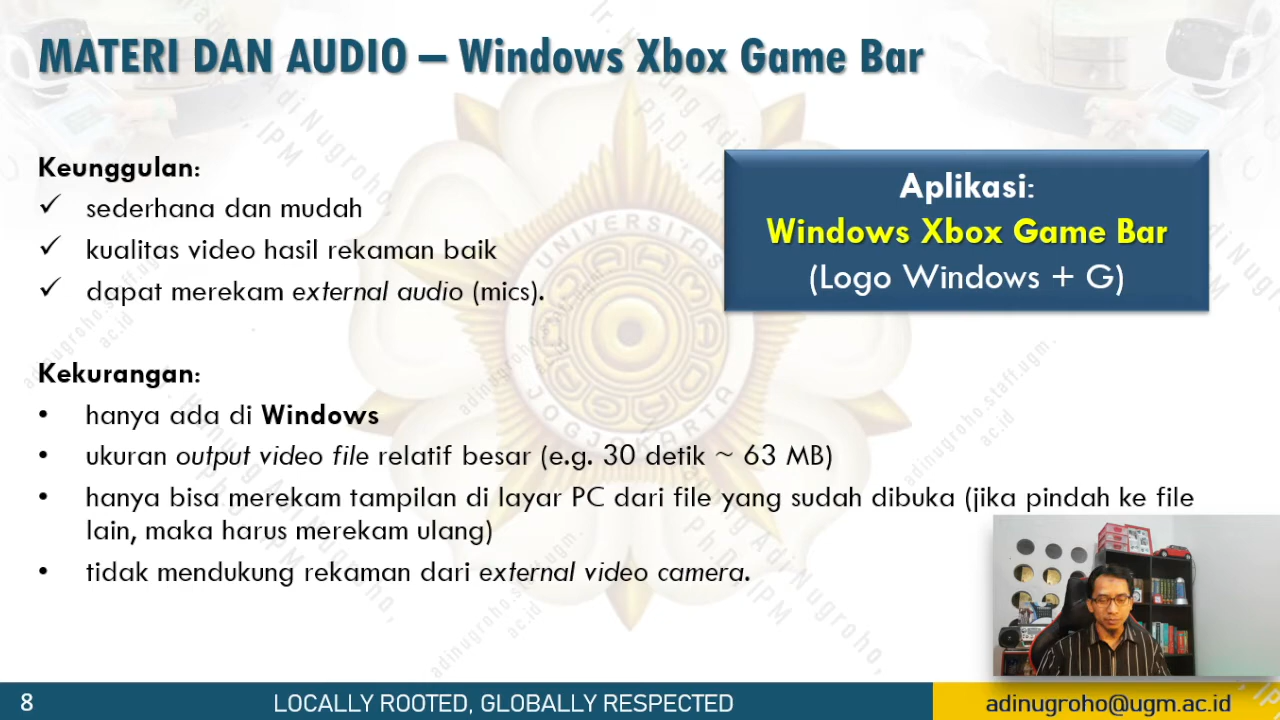 MATERI DAN AUDIO – Windows Xbox Game Bar
Keunggulan:
✓ sederhana dan mudah
✓ kualitas video hasil rekaman baik
✓ dapat merekam external audio (mics).
Aplikasi:
Windows Xbox Game Bar
(Logo Windows + G)
Kekurangan:
• hanya ada di Windows
• ukuran output video file relatif besar (e.g. 30 detik ~ 63 MB)
• hanya bisa merekam tampilan di layar PC dari file yang sudah dibuka (jika pindah ke file
lain, maka harus merekam ulang)
• tidak mendukung rekaman dari external video camera.
UNIVERSITAS
8
LOCALLY ROOTED, GLOBALLY RESPECTED
adinugroho@ugm.ac.id